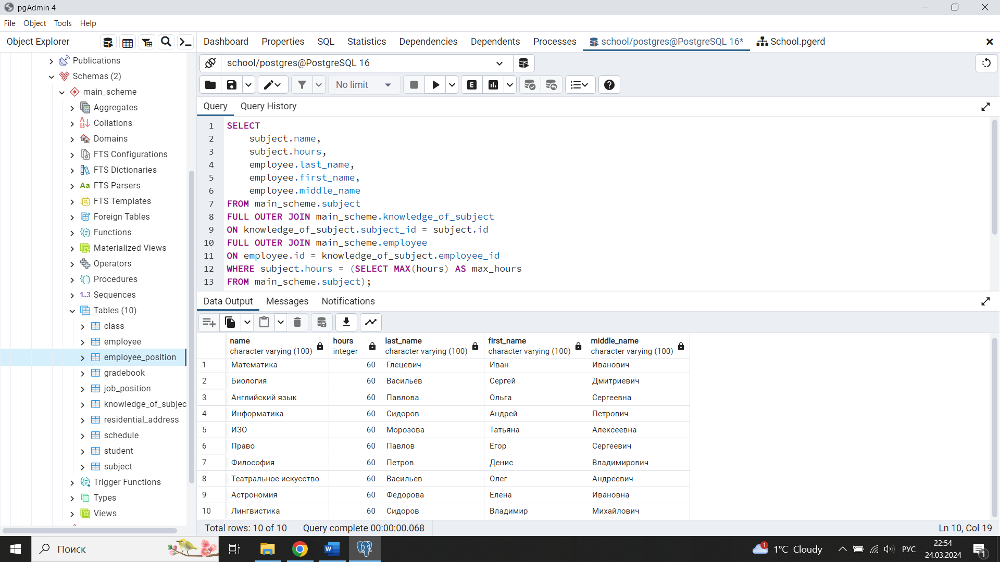 pgAdmin 4
File Object Tools Help
Object Explorer
Dashboard Properties SQL Statistics Dependencies Dependents Processes school/postgres@PostgreSQL 16* School.pgerd
Publications
Schemas (2)
main_scheme
Aggregates
Collations
Domains
FTS Configurations
FTS Dictionaries
Aa FTS Parsers
FTS Templates
Foreign Tables
Functions
Materialized Views
Operators
Procedures
1..3 Sequences
Tables (10)
class
employee
employee_position
gradebook
job_position
knowledge_of_subjec
residential_address
schedule
student
subject
Trigger Functions
Types
Views
school/postgres@PostgreSQL 16
No limit
E
Query Query History
1 SELECT
2 subject.name,
3 subject.hours,
4 employee.last_name,
5 employee.first_name,
6 employee.middle_name
7 FROM main_scheme.subject
8 FULL OUTER JOIN main_scheme.knowledge_of_subject
9 ON knowledge_of_subject.subject_id = subject.id
10 FULL OUTER JOIN main_scheme.employee
11 ON employee.id = knowledge_of_subject.employee_id
12 WHERE subject.hours = (SELECT MAX(hours) AS max_hours
13 FROM main_scheme.subject);
Data Output Messages Notifications
name hours last_name first_name middle_name
character varying (100) integer character varying (100) character varying (100) character varying (100)
1 Математика 60 Глецевич Иван Иванович
2 Биология 60 Васильев Сергей Дмитриевич
3 Английский язык 60 Павлова Ольга Сергеевна
4 Информатика 60 Сидоров Андрей Петрович
5 ИЗО 60 Морозова Татьяна Алексеевна
6 Право 60 Павлов Егор Сергеевич
7 Философия 60 Петров Денис Владимирович
8 Театральное искусство 60 Васильев Олег Андреевич
9 Астрономия 60 Федорова Елена Ивановна
10 Лингвистика 60 Сидоров Владимир Михайлович
Total rows: 10 of 10 Query complete 00:00:00.068 Ln 10, Col 19
Поиск
1 1°C Cloudy РУС 22:54
24.03.2024 1